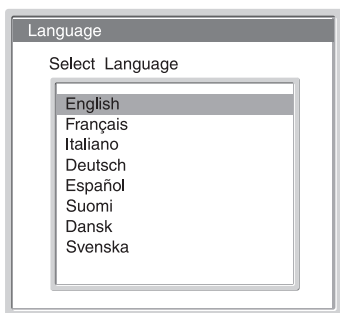 Language
Select Language
English
Français
Italiano
Deutsch
Español
Suomi
Dansk
Svenska